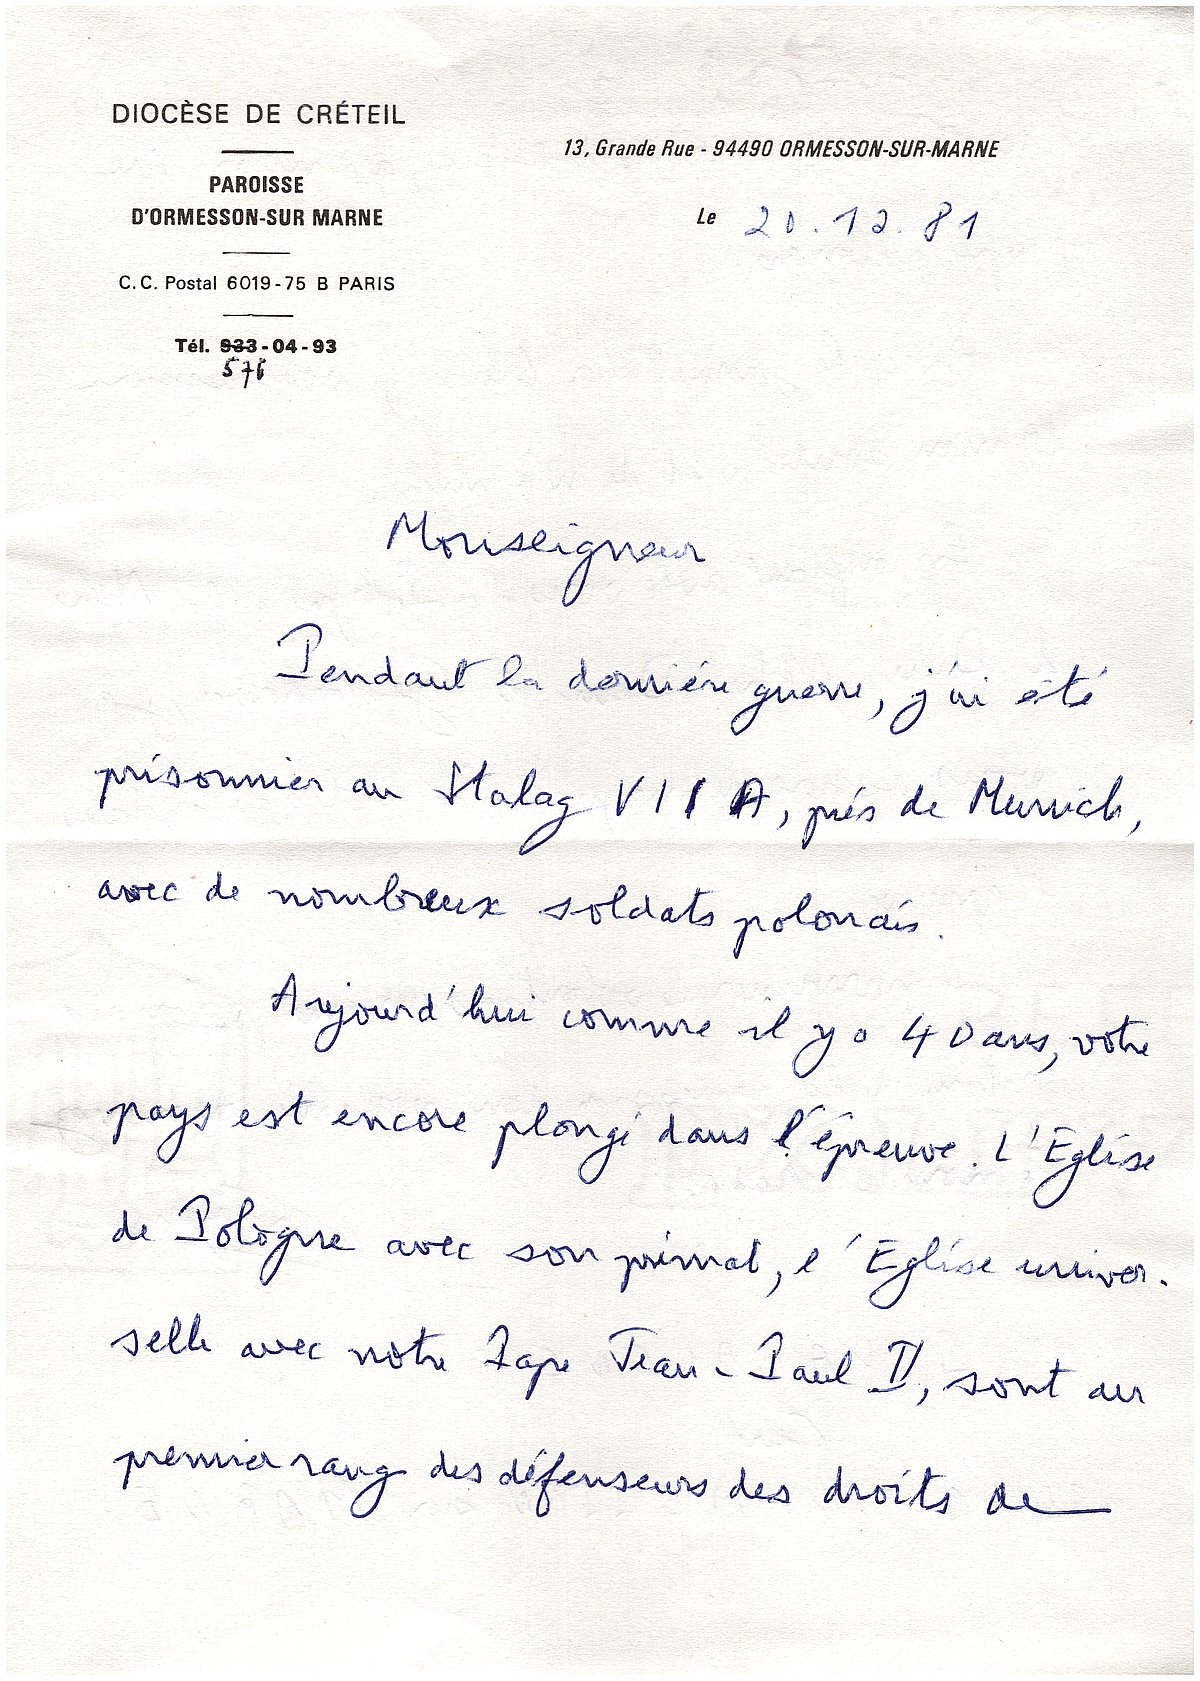 DIOCÈSE DE CRÉTEIL
13, Grande Rue - 94490 ORMESSON-SUR-MARNE
PAROISSE
D'ORMESSON-SUR MARNE
Le 20.12.81
C.C. Postal 6019-75 B PARIS
Tél. 933-04-93
576
Monseigneur
Pendant la dernière guerre, j'ai été
prisonnier au Stalag VII A, près de Munich,
avec de nombreux soldats polonais.
Aujourd'hui comme il y a 40 ans, votre
pays est encore plongé dans l'épreuve. L'Eglise
de Pologne avec son primat, l'Eglise univer-
selle avec notre Pape Jean-Paul II, sont au
premier rang des défenseurs des droits de